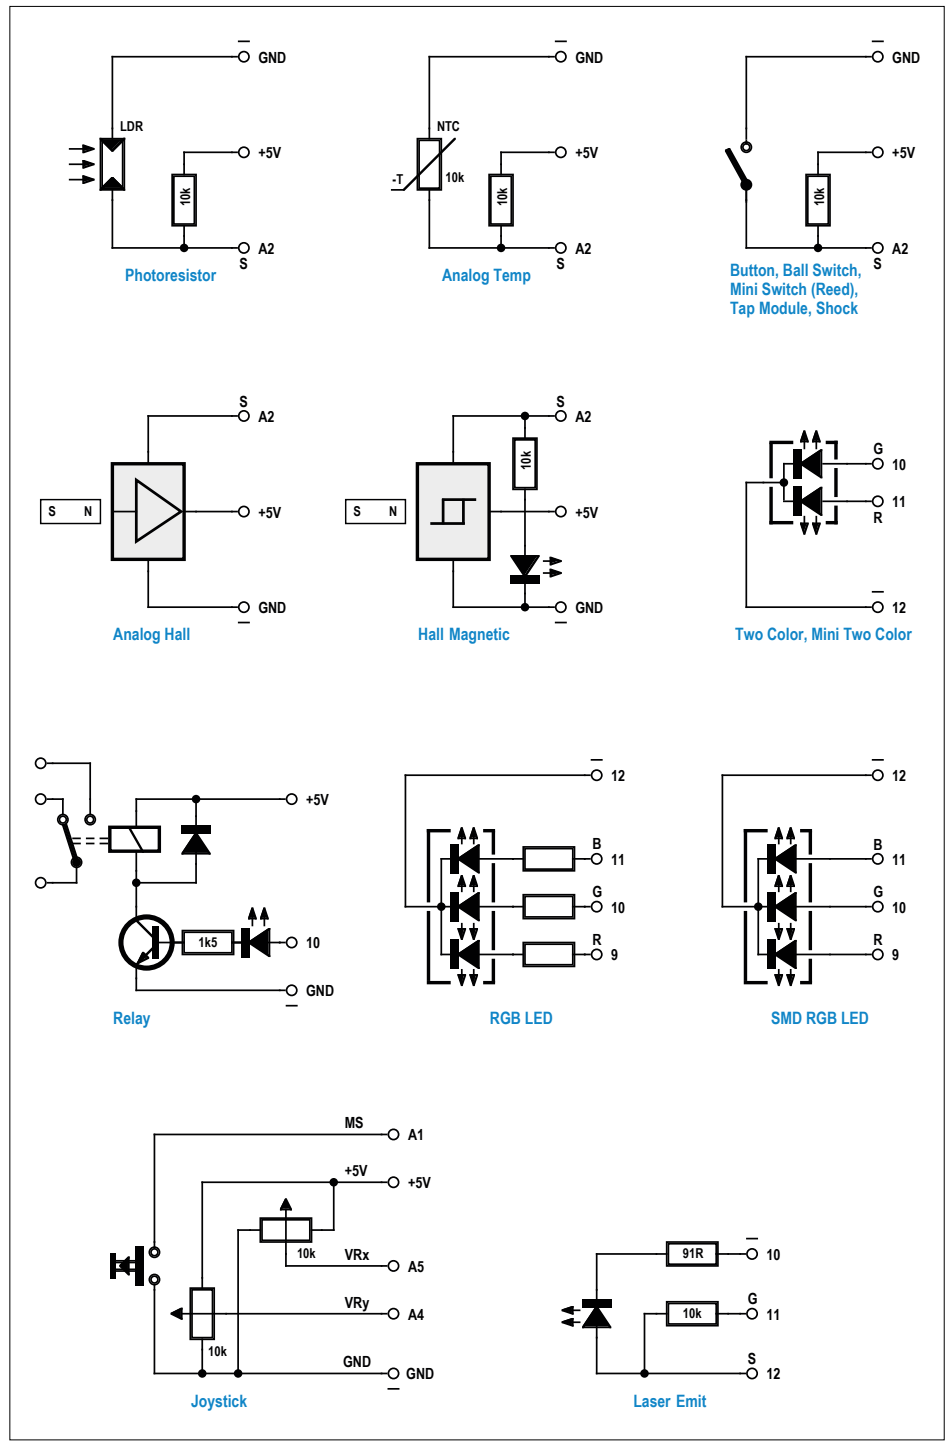 GND
LDR
+5V
10k
A2
S
Photoresistor
GND
NTC
-T
10k
+5V
10k
A2
S
Analog Temp
GND
+5V
10k
A2
S
Button, Ball Switch,
Mini Switch (Reed),
Tap Module, Shock
S
A2
S N
+5V
GND
Analog Hall
S
A2
10k
S N
+5V
GND
Hall Magnetic
G
10
11
R
12
Two Color, Mini Two Color
+5V
1k5
10
GND
Relay
12
B
11
G
10
R
9
RGB LED
12
B
11
G
10
R
9
SMD RGB LED
MS
A1
+5V
+5V
10k
VRx
A5
VRy
A4
10k
GND
GND
Joystick
91R
10
G
10k
11
S
12
Laser Emit